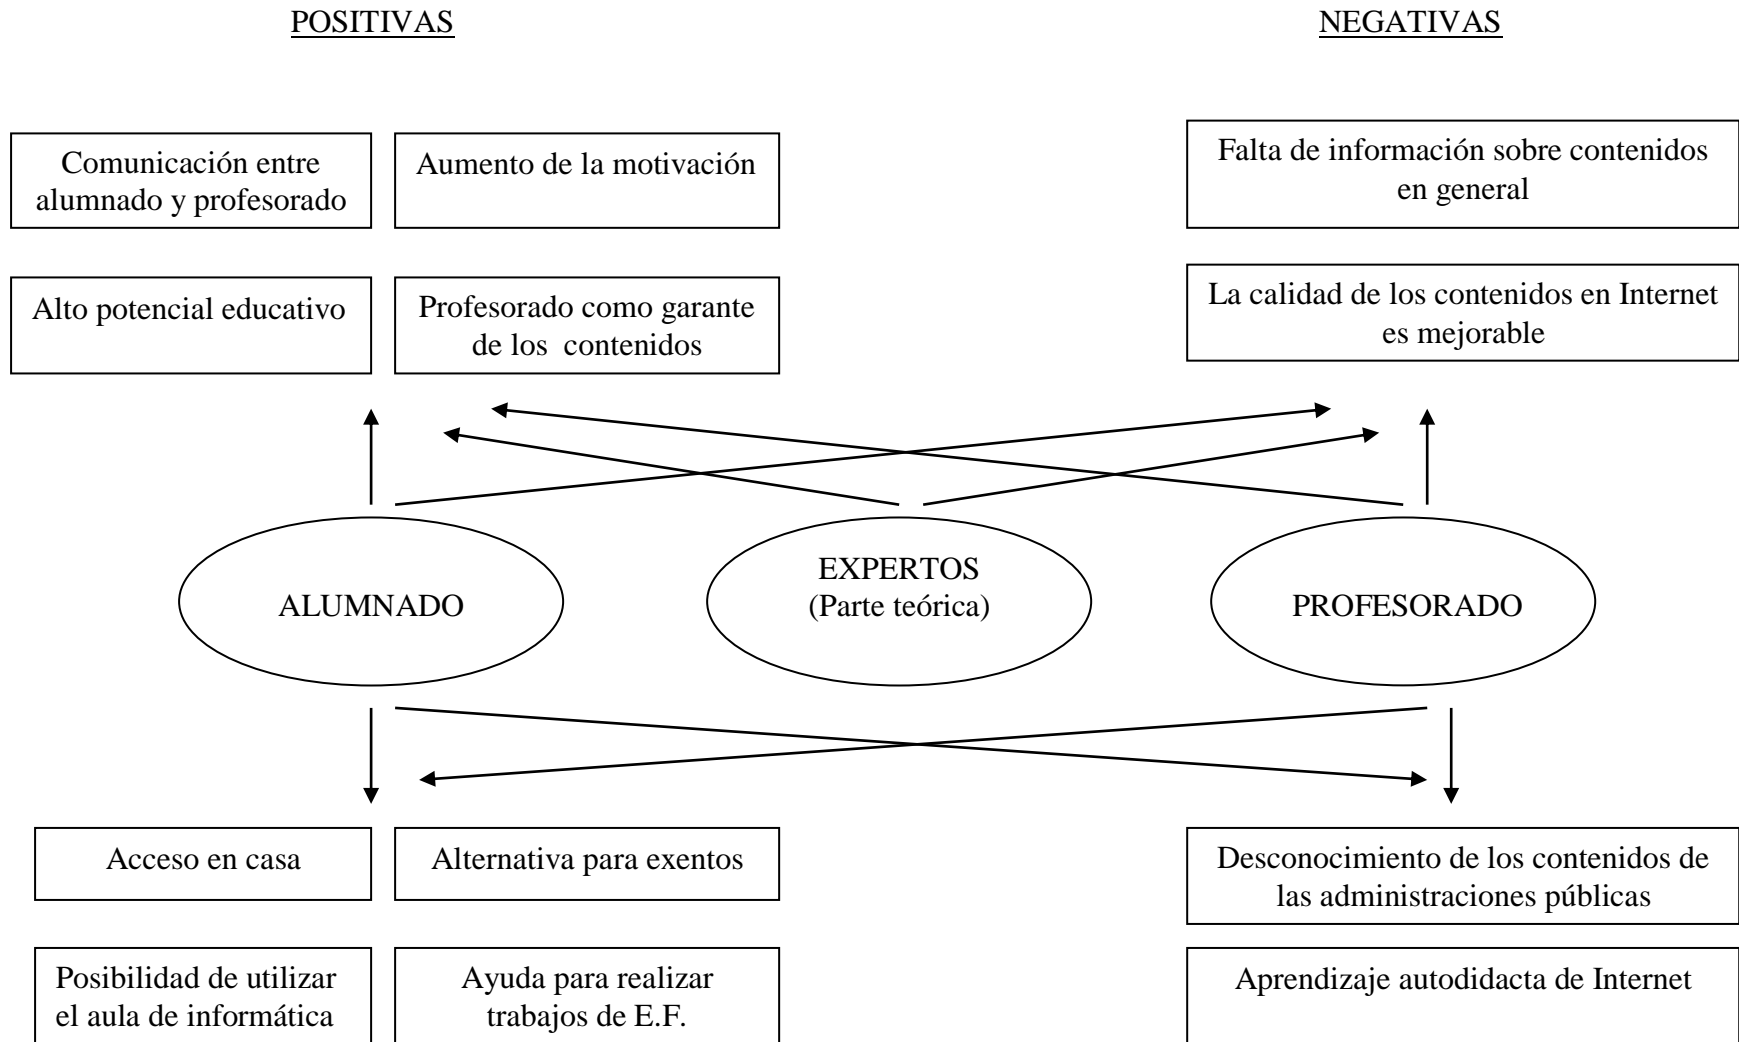 POSITIVAS
NEGATIVAS
Comunicación entre
alumnado y profesorado
Aumento de la motivación
Falta de información sobre contenidos
en general
Alto potencial educativo
Profesorado como garante
de los contenidos
La calidad de los contenidos en Internet
es mejorable
ALUMNADO
EXPERTOS
(Parte teórica)
PROFESORADO
Acceso en casa
Alternativa para exentos
Desconocimiento de los contenidos de
las administraciones públicas
Posibilidad de utilizar
el aula de informática
Ayuda para realizar
trabajos de E.F.
Aprendizaje autodidacta de Internet